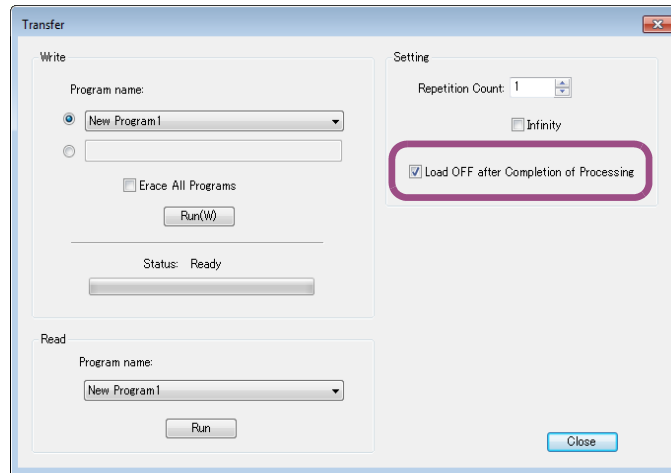 Transfer
Write
Program name:
New Program1
Erace All Programs
Run(W)
Status: Ready
Read
Program name:
New Program1
Run
Setting
Repetition Count: 1
Infinity
Load OFF after Completion of Processing
Close